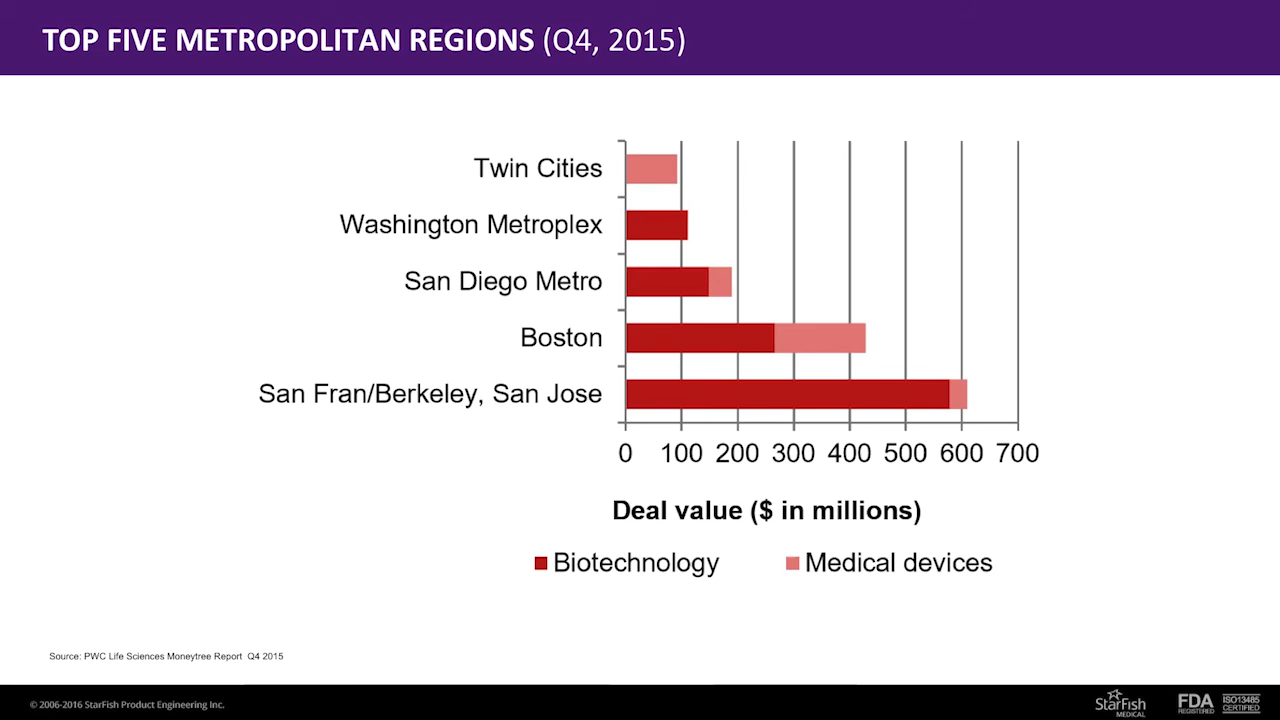 TOP FIVE METROPOLITAN REGIONS (Q4, 2015)
Twin Cities
Washington Metroplex
San Diego Metro
Boston
San Fran/Berkeley, San Jose
0 100 200 300 400 500 600 700
Deal value ($ in millions)
Biotechnology Medical devices
Source: PWC Life Sciences Moneytree Report Q4 2015
© 2006-2016 StarFish Product Engineering Inc.
StarFish
MEDICAL
FDA
REGISTERED
ISO13485
CERTIFIED